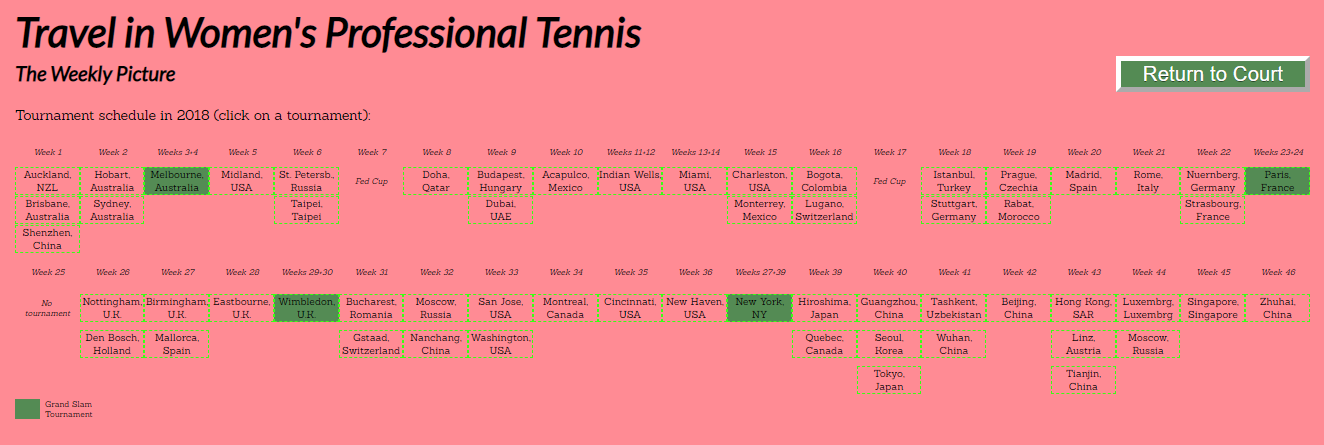 Travel in Women's Professional Tennis
The Weekly Picture
Return to Court
Tournament schedule in 2018 (click on a tournament):
Week 1 Week 2 Weeks 3+4 Week 5 Week 6 Week 7 Week 8 Week 9 Week 10 Weeks 11+12 Weeks 13+14 Week 15 Week 16 Week 17 Week 18 Week 19 Week 20 Week 21 Week 22 Weeks 23+24
Auckland, Hobart, Melbourne, Midland, St. Petersb., Fed Cup Doha, Budapest, Acapulco, Indian Wells, Miami, Charleston, Bogota, Fed Cup Istanbul, Prague, Madrid, Rome, Nuernberg, Paris,
NZL Australia Australia USA Russia Qatar Hungary Mexico USA USA USA Colombia Turkey Czechia Spain Italy Germany France
Brisbane, Sydney, Taipei, Dubai, Monterrey, Lugano, Stuttgart, Rabat, Strasbourg,
Australia Australia Taipei UAE Mexico Switzerland Germany Morocco France
Shenzhen,
China
Week 25 Week 26 Week 27 Week 28 Weeks 29+30 Week 31 Week 32 Week 33 Week 34 Week 35 Week 36 Weeks 27+39 Week 39 Week 40 Week 41 Week 42 Week 43 Week 44 Week 45 Week 46
No Nottingham, Birmingham, Eastbourne, Wimbledon, Bucharest, Moscow, San Jose, Montreal, Cincinnati, New Haven, New York, Hiroshima, Guangzhou, Tashkent, Beijing, Hong Kong, Luxembrg, Singapore, Zhuhai,
tournament U.K. U.K. U.K. U.K. Romania Russia USA Canada USA USA NY Japan China Uzbekistan China SAR Luxembrg Singapore China
Den Bosch, Mallorca, Gstaad, Nanchang, Washington, Quebec, Seoul, Wuhan, Linz, Moscow,
Holland Spain Switzerland China USA Canada Korea China Austria Russia
Tokyo, Tianjin,
Japan China
Grand Slam
Tournament